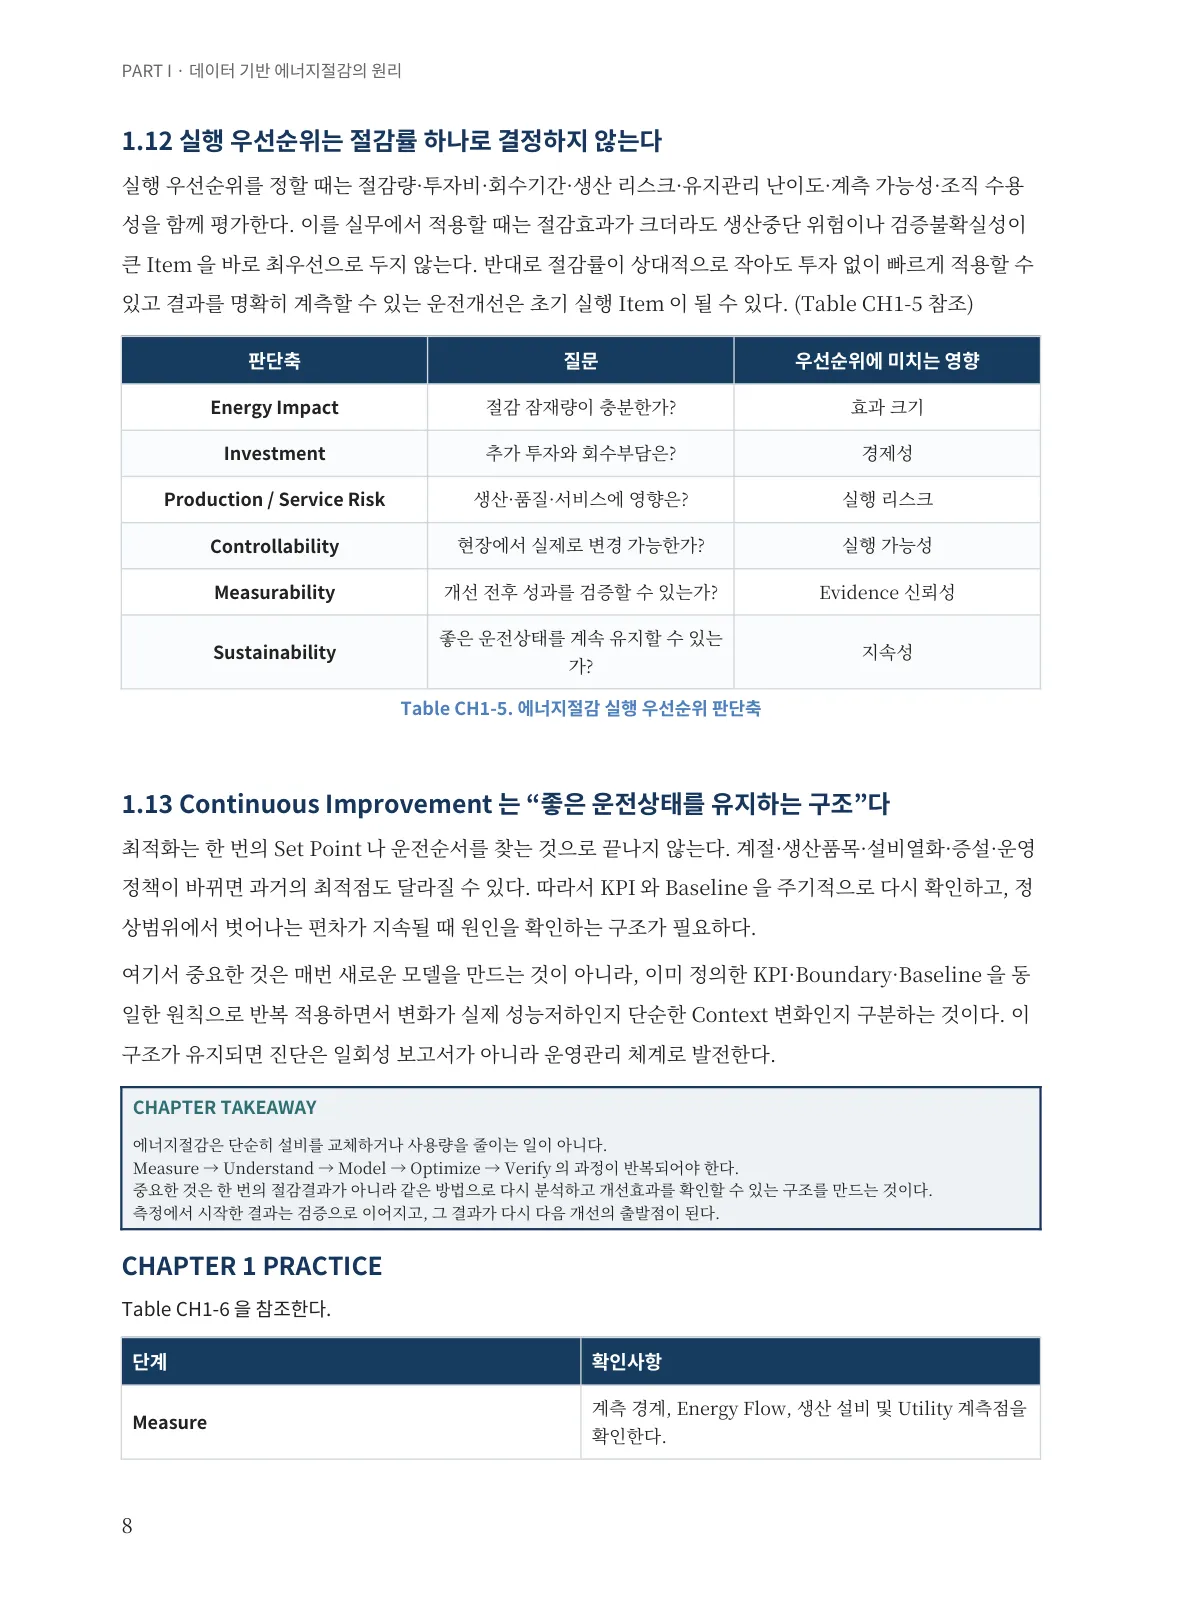 PART I · 데이터 기반 에너지절감의 원리
1.12 실행 우선순위는 절감률 하나로 결정하지 않는다
실행 우선순위를 정할 때는 절감량·투자비·회수기간·생산 리스크·유지관리 난이도·계측 가능성·조직 수용
성을 함께 평가한다. 이를 실무에서 적용할 때는 절감효과가 크더라도 생산중단 위험이나 검증불확실성이
큰 Item 을 바로 최우선으로 두지 않는다. 반대로 절감률이 상대적으로 작아도 투자 없이 빠르게 적용할 수
있고 결과를 명확히 계측할 수 있는 운전개선은 초기 실행 Item 이 될 수 있다. (Table CH1-5 참조)
판단축 질문 우선순위에 미치는 영향
Energy Impact 절감 잠재량이 충분한가? 효과 크기
Investment 추가 투자와 회수부담은? 경제성
Production / Service Risk 생산·품질·서비스에 영향은? 실행 리스크
Controllability 현장에서 실제로 변경 가능한가? 실행 가능성
Measurability 개선 전후 성과를 검증할 수 있는가? Evidence 신뢰성
Sustainability 좋은 운전상태를 계속 유지할 수 있는
가? 지속성
Table CH1-5. 에너지절감 실행 우선순위 판단축
1.13 Continuous Improvement 는 “좋은 운전상태를 유지하는 구조”다
최적화는 한 번의 Set Point 나 운전순서를 찾는 것으로 끝나지 않는다. 계절·생산품목·설비열화·증설·운영
정책이 바뀌면 과거의 최적점도 달라질 수 있다. 따라서 KPI 와 Baseline 을 주기적으로 다시 확인하고, 정
상범위에서 벗어나는 편차가 지속될 때 원인을 확인하는 구조가 필요하다.
여기서 중요한 것은 매번 새로운 모델을 만드는 것이 아니라, 이미 정의한 KPI·Boundary·Baseline 을 동
일한 원칙으로 반복 적용하면서 변화가 실제 성능저하인지 단순한 Context 변화인지 구분하는 것이다. 이
구조가 유지되면 진단은 일회성 보고서가 아니라 운영관리 체계로 발전한다.
CHAPTER TAKEAWAY
에너지절감은 단순히 설비를 교체하거나 사용량을 줄이는 일이 아니다.
Measure → Understand → Model → Optimize → Verify 의 과정이 반복되어야 한다.
중요한 것은 한 번의 절감결과가 아니라 같은 방법으로 다시 분석하고 개선효과를 확인할 수 있는 구조를 만드는 것이다.
측정에서 시작한 결과는 검증으로 이어지고, 그 결과가 다시 다음 개선의 출발점이 된다.
CHAPTER 1 PRACTICE
Table CH1-6 을 참조한다.
단계 확인사항
Measure 계측 경계, Energy Flow, 생산 설비 및 Utility 계측점을
확인한다.
8